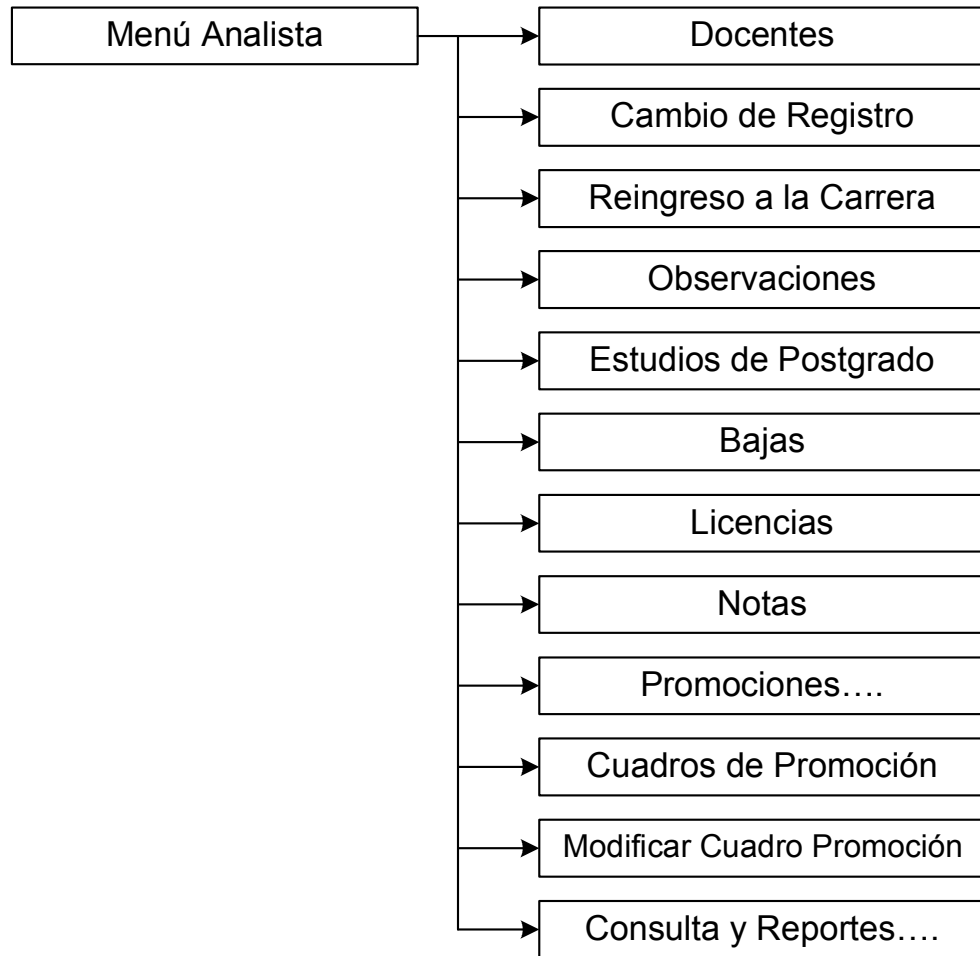 Menú Analista
Docentes
Cambio de Registro
Reingreso a la Carrera
Observaciones
Estudios de Postgrado
Bajas
Licencias
Notas
Promociones....
Cuadros de Promoción
Modificar Cuadro Promoción
Consulta y Reportes....